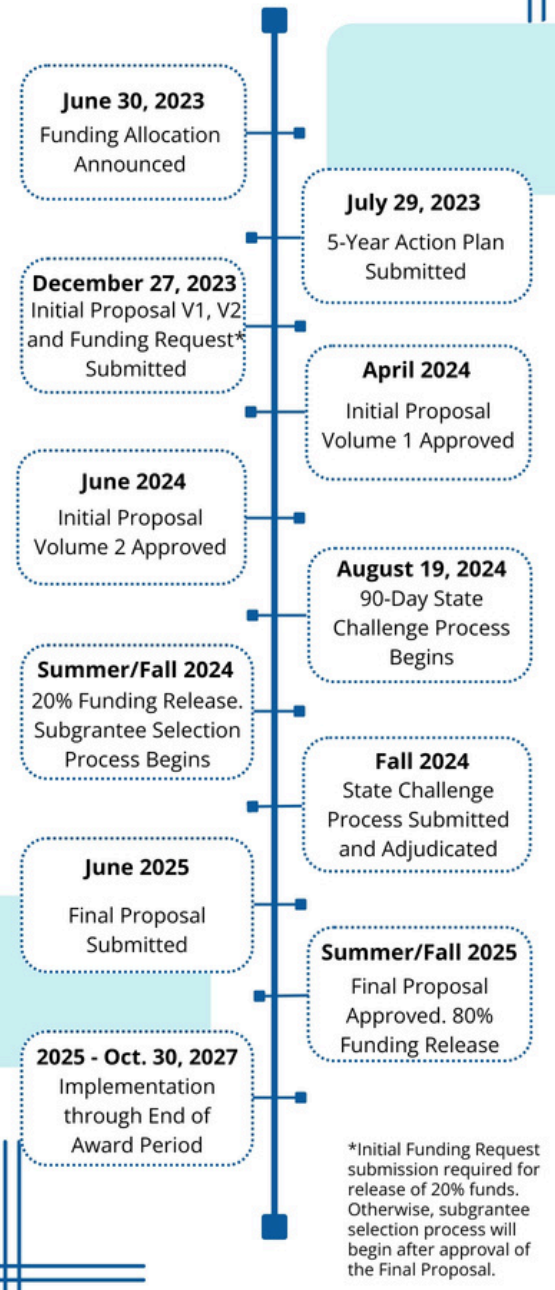 June 30, 2023
Funding Allocation
Announced
July 29, 2023
5-Year Action Plan
Submitted
December 27, 2023
Initial Proposal V1, V2
and Funding Request*
Submitted
April 2024
Initial Proposal
Volume 1 Approved
June 2024
Initial Proposal
Volume 2 Approved
August 19, 2024
90-Day State
Challenge Process
Begins
Summer/Fall 2024
20% Funding Release.
Subgrantee Selection
Process Begins
Fall 2024
State Challenge
Process Submitted
and Adjudicated
June 2025
Final Proposal
Submitted
Summer/Fall 2025
Final Proposal
Approved. 80%
Funding Release
2025 - Oct. 30, 2027
Implementation
through End of
Award Period
*Initial Funding Request
submission required for
release of 20% funds.
Otherwise, subgrantee
selection process will
begin after approval of
the Final Proposal.